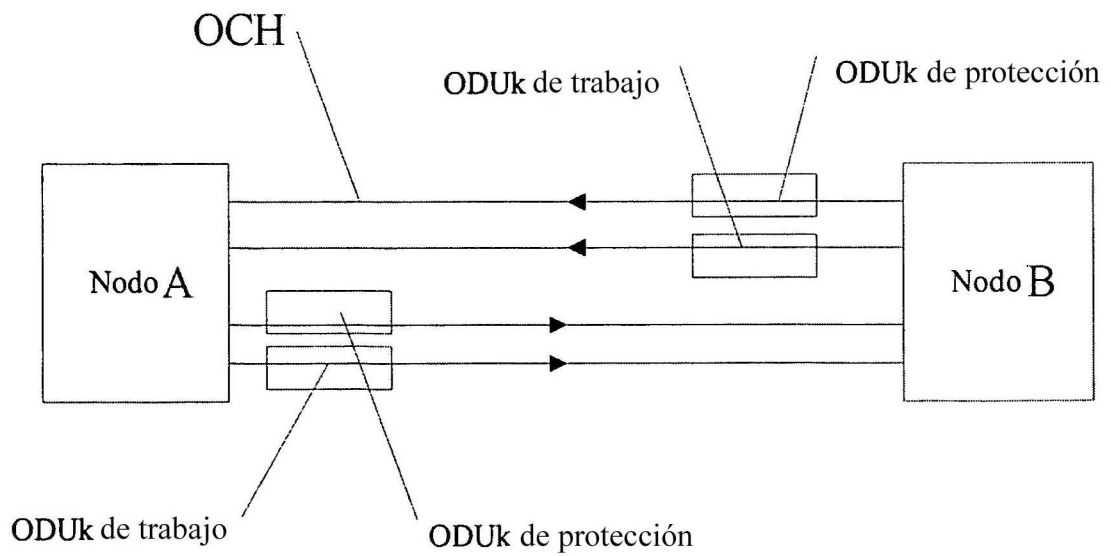 OCH
ODUk de trabajo
ODUk de protección
Nodo A
Nodo B
ODUk de trabajo
ODUk de protección